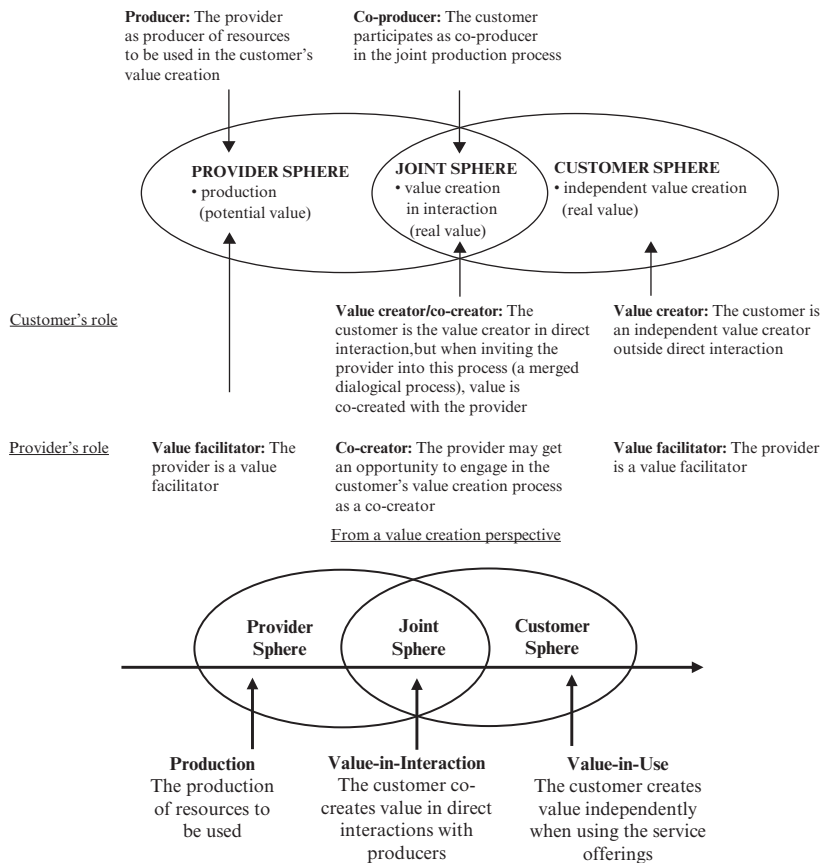 Producer: The provider
as producer of resources
to be used in the customer's
value creation
Co-producer: The customer
participates as co-producer
in the joint production process
PROVIDER SPHERE
• production
(potential value)
JOINT SPHERE
• value creation
in interaction
(real value)
CUSTOMER SPHERE
• independent value creation
(real value)
Customer's role
Value creator/co-creator: The
customer is the value creator in direct
interaction,but when inviting the
provider into this process (a merged
dialogical process), value is
co-created with the provider
Value creator: The customer is
an independent value creator
outside direct interaction
Provider's role
Value facilitator: The
provider is a value
facilitator
Co-creator: The provider may get
an opportunity to engage in the
customer's value creation process
as a co-creator
Value facilitator: The provider
is a value facilitator
From a value creation perspective
Provider
Sphere
Joint
Sphere
Customer
Sphere
Production
The production
of resources to
be used
Value-in-Interaction
The customer co-
creates value in direct
interactions with
producers
Value-in-Use
The customer creates
value independently
when using the service
offerings